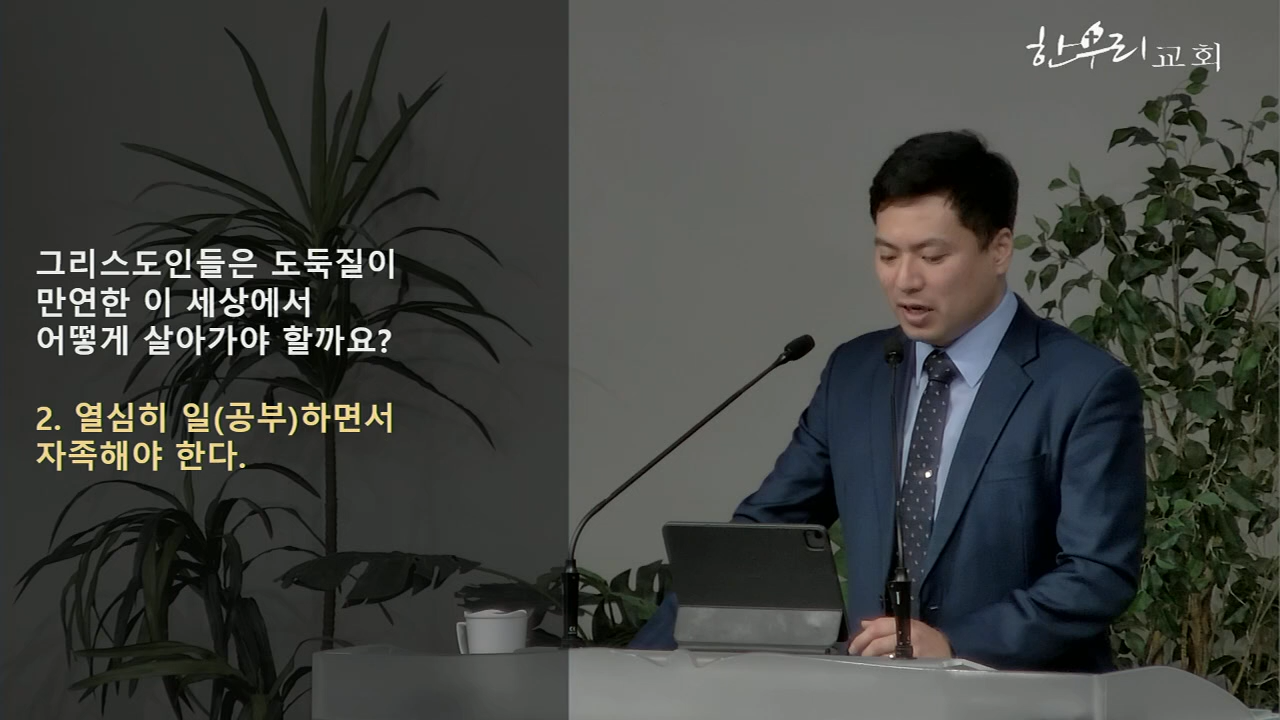 한우리교회
그리스도인들은 도둑질이
만연한 이 세상에서
어떻게 살아가야 할까요?
2. 열심히 일(공부)하면서
자족해야 한다.